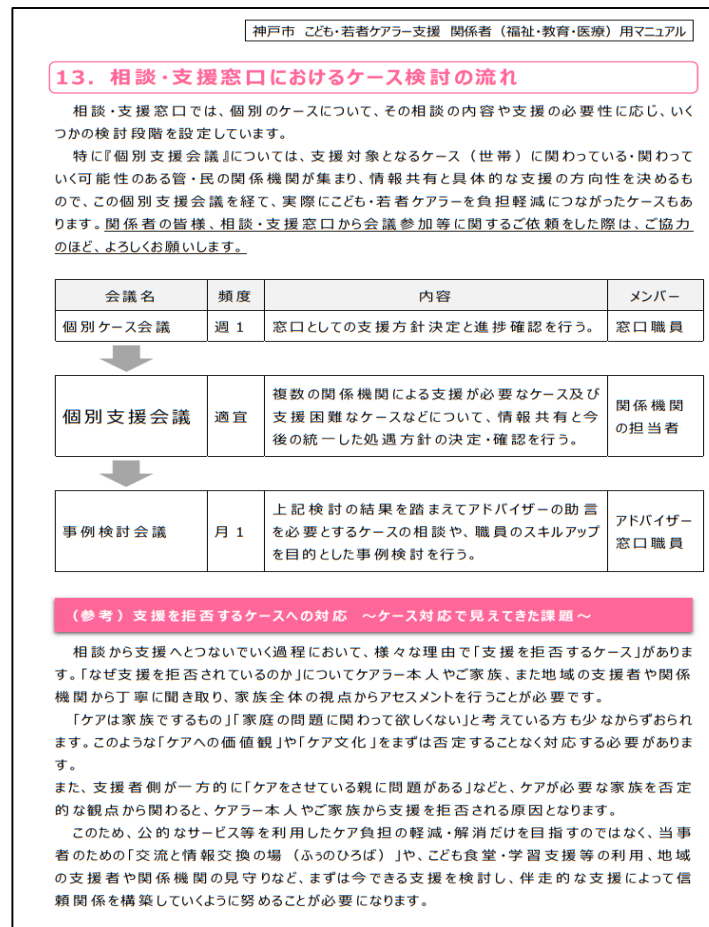 神戸市 こども・若者ケアラー支援 関係者（福祉・教育・医療）用マニュアル
13．相談・支援窓口におけるケース検討の流れ
相談・支援窓口では、個別のケースについて、その相談の内容や支援の必要性に応じ、いく
つかの検討段階を設定しています。
特に『個別支援会議』については、支援対象となるケース（世帯）に関わっている・関わって
いく可能性のある管・民の関係機関が集まり、情報共有と具体的な支援の方向性を決めるも
ので、この個別支援会議を経て、実際にこども・若者ケアラーを負担軽減につながったケースもあ
ります。関係者の皆様、相談・支援窓口から会議参加等に関するご依頼をした際は、ご協力
のほど、よろしくお願いします。
会議名 頻度 内容 メンバー
個別ケース会議 週1 窓口としての支援方針決定と進捗確認を行う。 窓口職員
個別支援会議 適宜 複数の関係機関による支援が必要なケース及び
支援困難なケースなどについて、情報共有と今
後の統一した処遇方針の決定・確認を行う。
関係機関
の担当者
事例検討会議 月1 上記検討の結果を踏まえてアドバイザーの助言
を必要とするケースの相談や、職員のスキルアップ
を目的とした事例検討を行う。
アドバイザー
窓口職員
（参考）支援を拒否するケースへの対応 ～ケース対応で見えてきた課題～
相談から支援へとつないでいく過程において、様々な理由で「支援を拒否するケース」がありま
す。「なぜ支援を拒否されているのか」についてケアラー本人やご家族、また地域の支援者や関係
機関から丁寧に聞き取り、家族全体の視点からアセスメントを行うことが必要です。
「ケアは家族でするもの」「家庭の問題に関わって欲しくない」と考えている方も少なからずおられ
ます。このような「ケアへの価値観」や「ケア文化」をまずは否定することなく対応する必要がありま
す。
また、支援者側が一方的に「ケアをさせている親に問題がある」などと、ケアが必要な家族を否定
的な観点から関わると、ケアラー本人やご家族から支援を拒否される原因となります。
このため、公的なサービス等を利用したケア負担の軽減・解消だけを目指すのではなく、当事
者のための「交流と情報交換の場（ふぅのひろば）」や、こども食堂・学習支援等の利用、地域
の支援者や関係機関の見守りなど、まずは今できる支援を検討し、伴走的な支援によって信
頼関係を構築していくように努めることが必要になります。